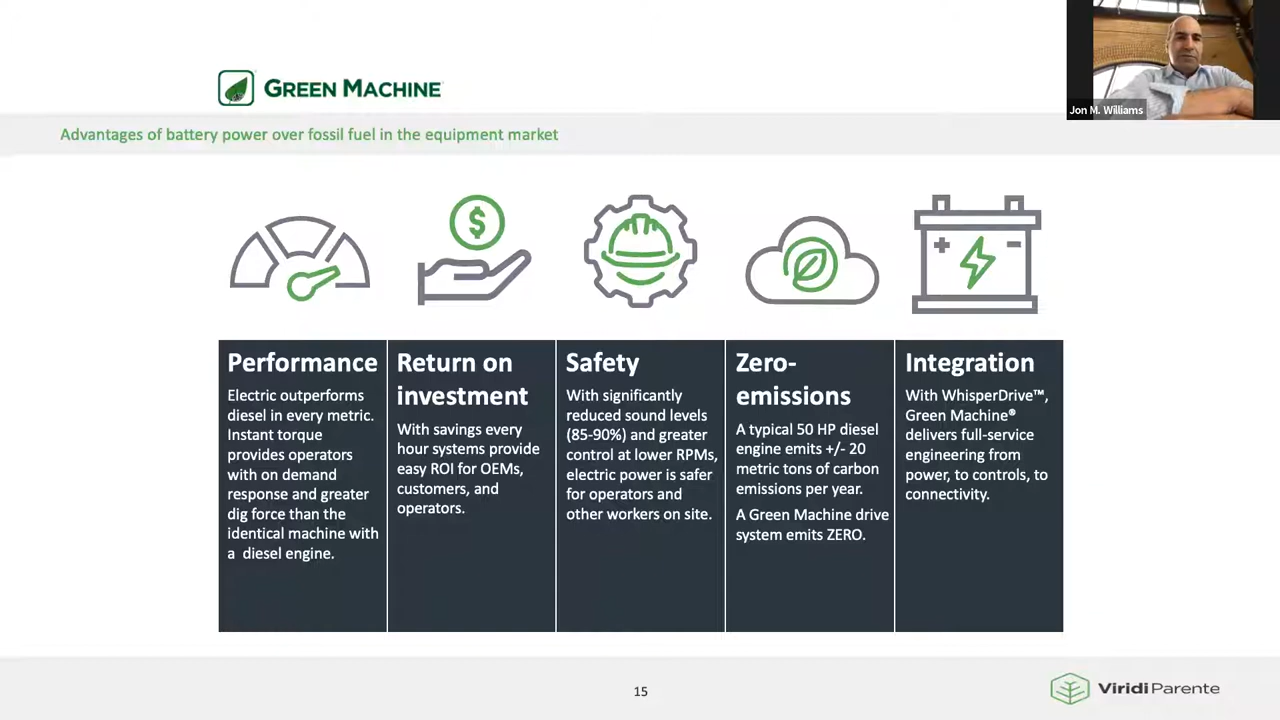 GREEN MACHINE
Jon M. Williams
Advantages of battery power over fossil fuel in the equipment market
$
+ -
Performance
Electric outperforms
diesel in every metric.
Instant torque
provides operators
with on demand
response and greater
dig force than the
identical machine with
a diesel engine.
Return on
investment
With savings every
hour systems provide
easy ROI for OEMs,
customers, and
operators.
Safety
With significantly
reduced sound levels
(85-90%) and greater
control at lower RPMs,
electric power is safer
for operators and
other workers on site.
Zero-
emissions
A typical 50 HP diesel
engine emits +/- 20
metric tons of carbon
emissions per year.
A Green Machine drive
system emits ZERO.
Integration
With WhisperDrive™,
Green Machine®
delivers full-service
engineering from
power, to controls, to
connectivity.
15
Viridi Parente